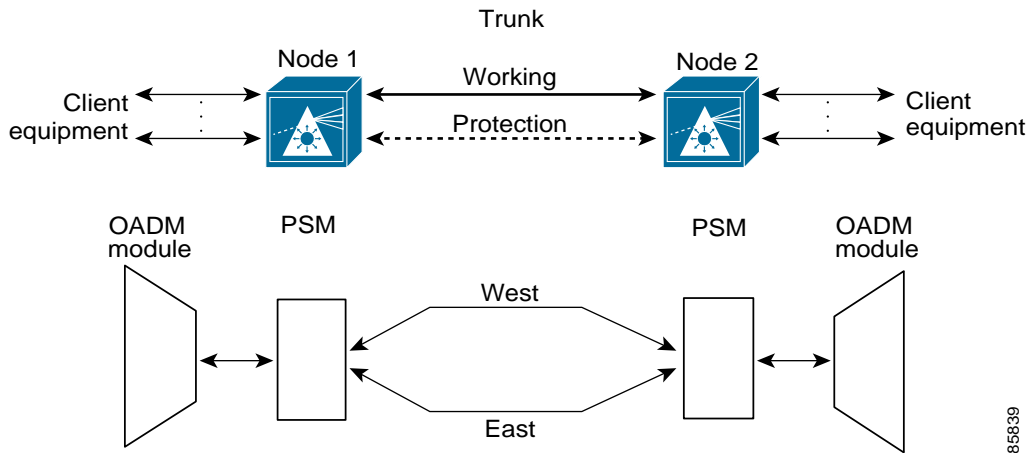 Trunk
Node 1
Working
Node 2
Client
equipment
Protection
Client
equipment
OADM
module
PSM
PSM
OADM
module
West
East
85839